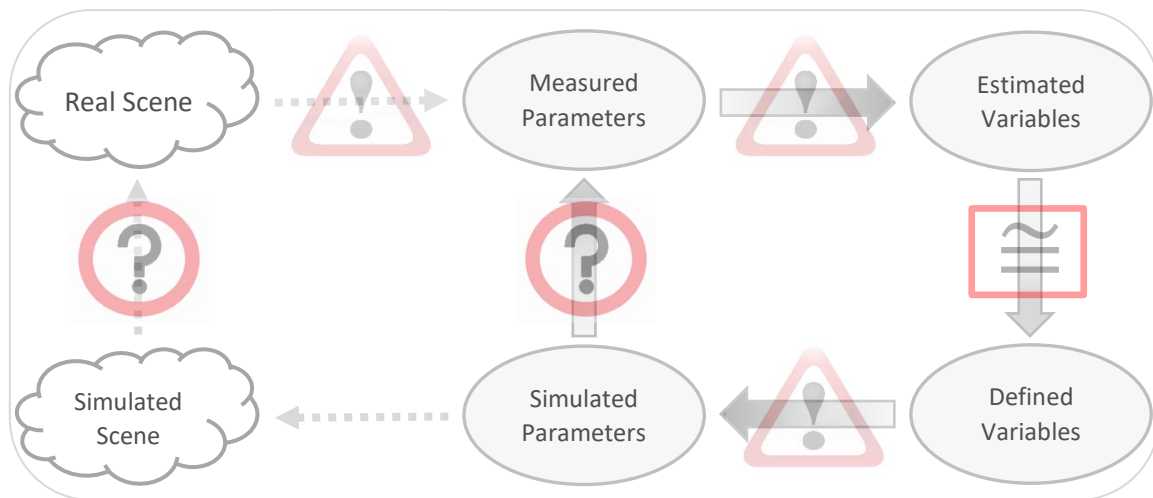 Real Scene
Measured
Parameters
Estimated
Variables
!
!
?
?
≅
Simulated
Scene
Simulated
Parameters
Defined
Variables
!